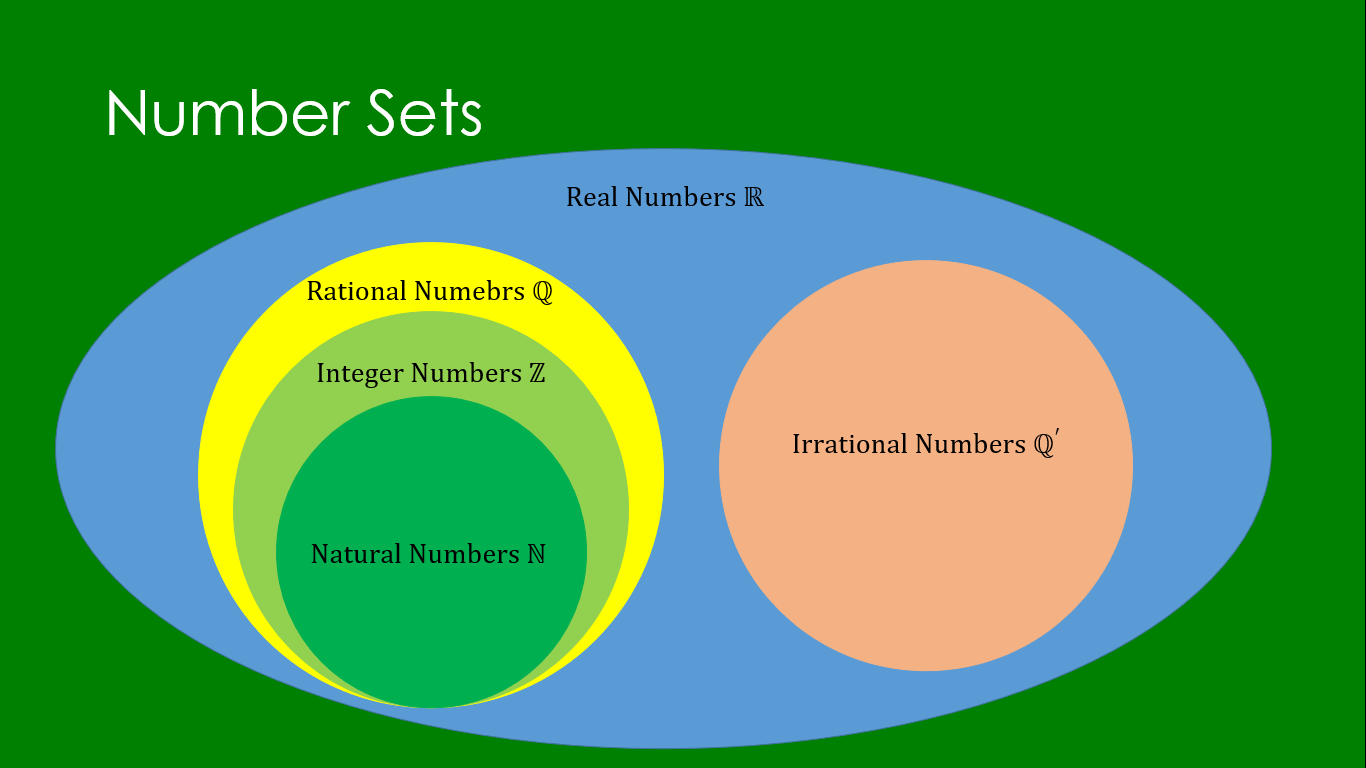 Number Sets
Real Numbers ℝ
Rational Numebrs ℚ
Integer Numbers ℤ
Irrational Numbers ℚ′
Natural Numbers ℕ